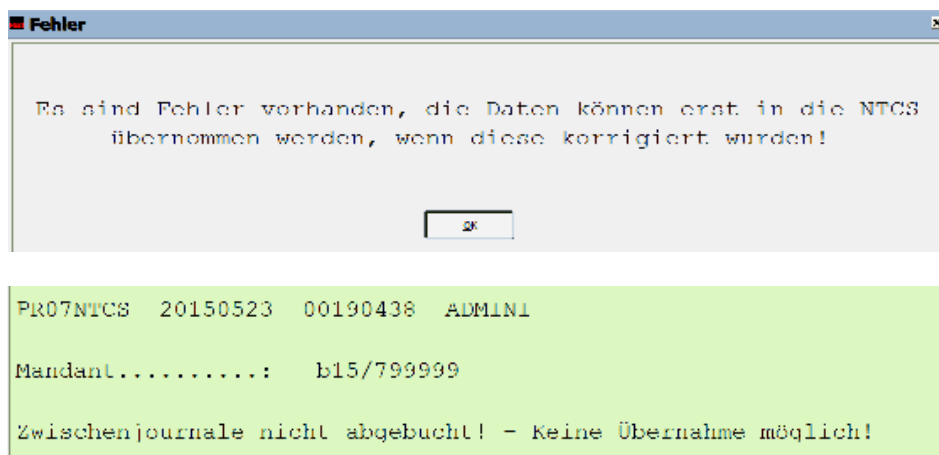 Fehler
Es sind Fehler vorhanden, die Daten können erst in die NTCS
übernommen werden, wenn diese korrigiert wurden!
OK
PR07NTCS 20150523 00190438 ADMINI
Mandant..........: b15/799999
Zwischenjournale nicht abgebucht! - Keine Übernahme möglich!